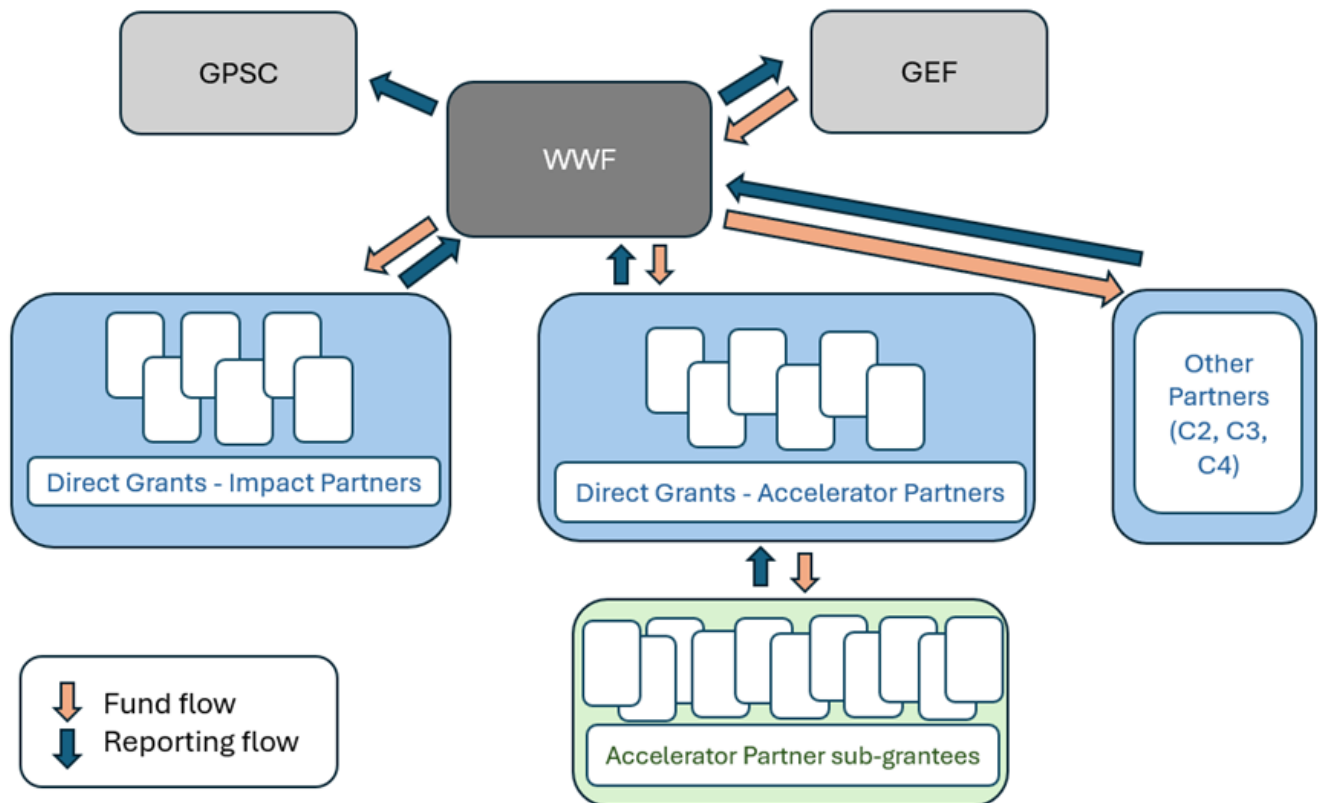 GPSC
GEF
WWF
Other
Partners
(C2, C3,
C4)
Direct Grants - Impact Partners
Direct Grants - Accelerator Partners
Accelerator Partner sub-grantees
Fund flow
Reporting flow